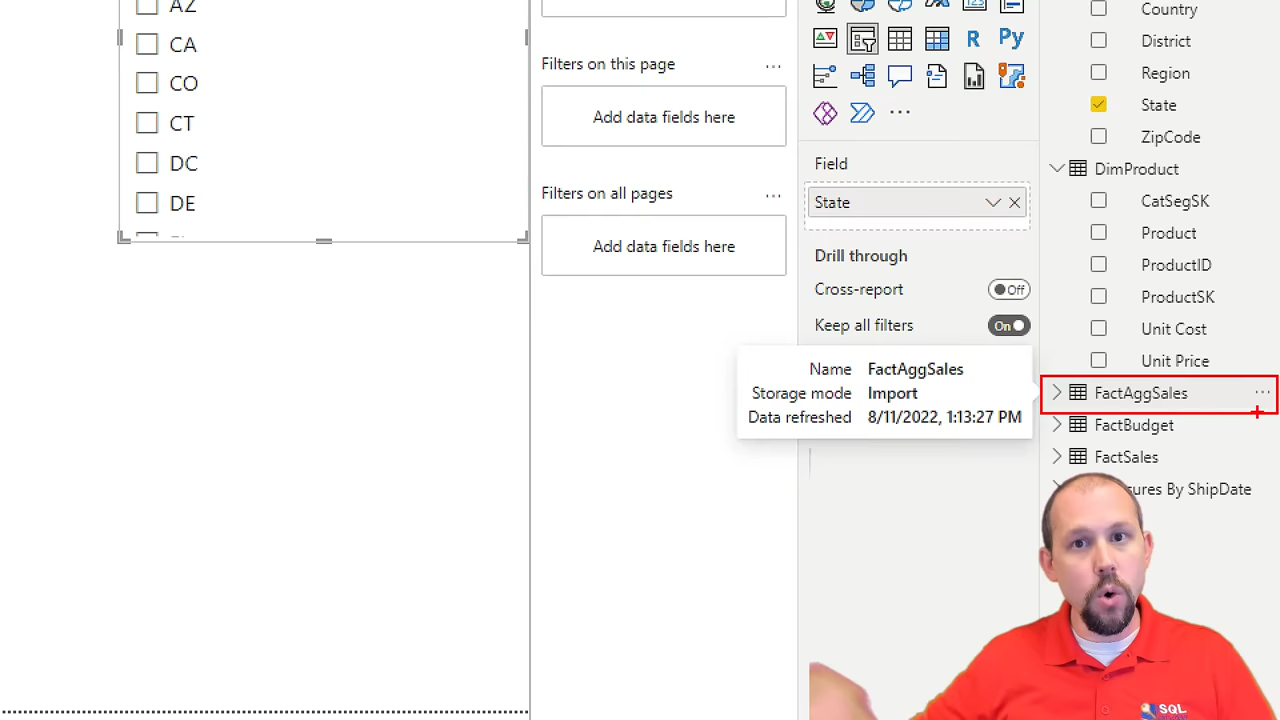 AZ
CA
CO
CT
DC
DE
Filters on this page
Add data fields here
Filters on all pages
Add data fields here
123
R
Py
Field
State
Drill through
Cross-report
Off
Keep all filters
On
Name FactAggSales
Storage mode Import
Data refreshed 8/11/2022, 1:13:27 PM
Country
District
Region
State
ZipCode
DimProduct
CatSegSK
Product
ProductID
ProductSK
Unit Cost
Unit Price
FactAggSales
FactBudget
FactSales
sures By ShipDate
SQL